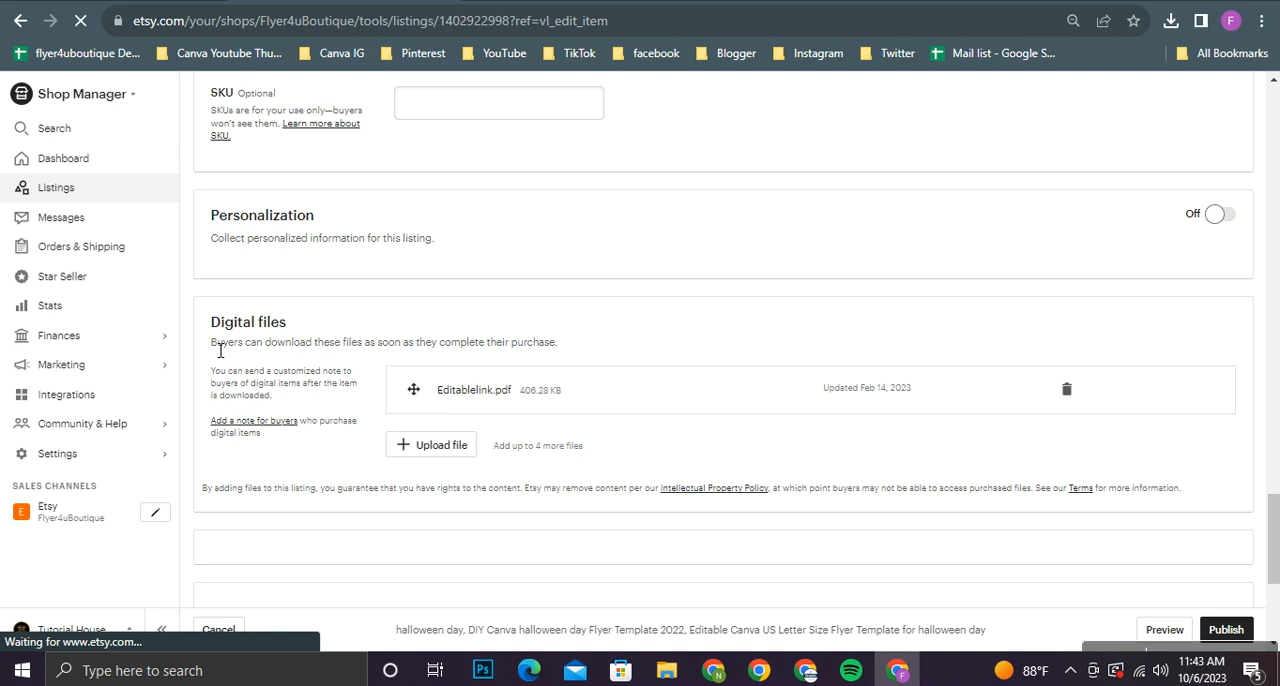 etsy.com/your/shops/Flyer4uBoutique/tools/listings/1402922998?ref=vl_edit_item
F
flyer4uboutique De...
Canva Youtube Thu...
Canva IG
Pinterest
YouTube
TikTok
facebook
Blogger
Instagram
Twitter
Mail list - Google S...
All Bookmarks
Shop Manager
Search
Dashboard
Listings
Messages
Orders & Shipping
Star Seller
Stats
Finances
Marketing
Integrations
Community & Help
Settings
SALES CHANNELS
E
Etsy
Flyer4uBoutique
Tutorial House
Waiting for www.etsy.com...
SKU Optional
SKUs are for your use only—buyers
won't see them. Learn more about
SKU.
Personalization
Off
Collect personalized information for this listing.
Digital files
Buyers can download these files as soon as they complete their purchase.
You can send a customized note to
buyers of digital items after the item
is downloaded.
Add a note for buyers who purchase
digital items
Editablelink.pdf 406.28 KB
Updated Feb 14, 2023
Upload file
Add up to 4 more files
By adding files to this listing, you guarantee that you have rights to the content. Etsy may remove content per our Intellectual Property Policy, at which point buyers may not be able to access purchased files. See our Terms for more information.
Cancel
halloween day, DIY Canva halloween day Flyer Template 2022, Editable Canva US Letter Size Flyer Template for halloween day
Preview
Publish
Type here to search
Ps
N
F
88°F
11:43 AM
10/6/2023
5